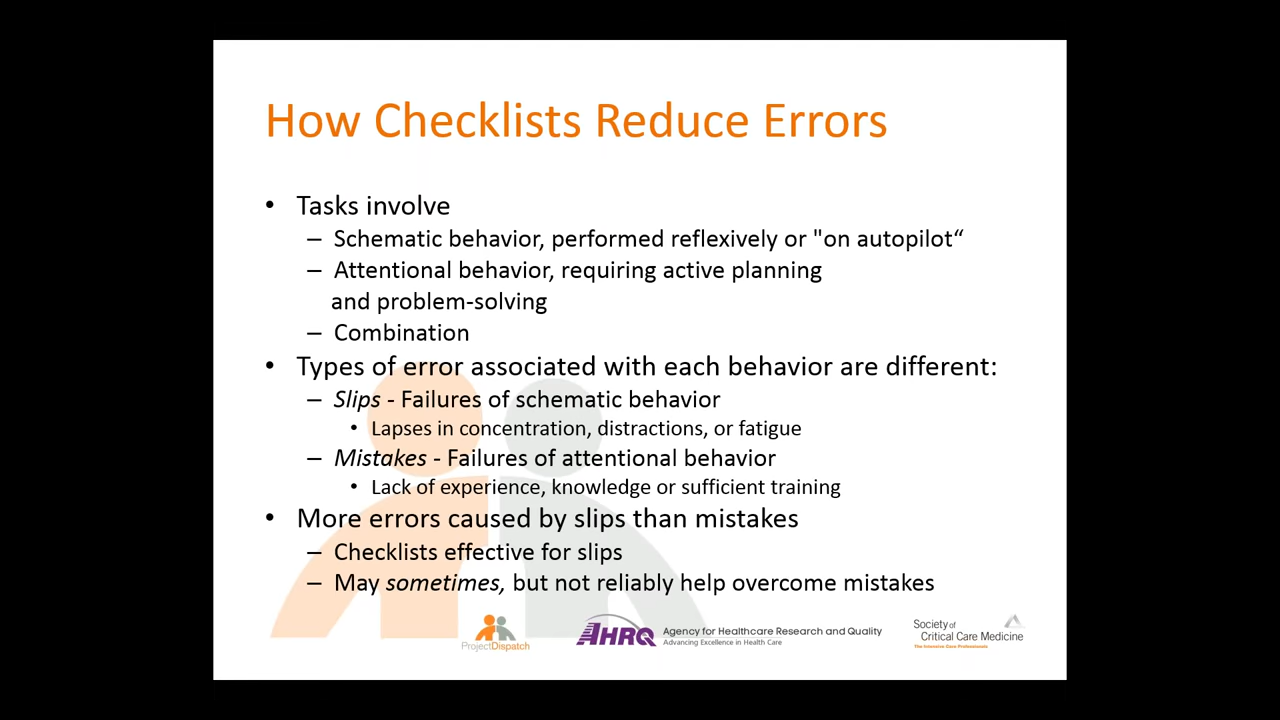 How Checklists Reduce Errors
• Tasks involve
– Schematic behavior, performed reflexively or "on autopilot“
– Attentional behavior, requiring active planning
and problem-solving
– Combination
• Types of error associated with each behavior are different:
– Slips - Failures of schematic behavior
• Lapses in concentration, distractions, or fatigue
– Mistakes - Failures of attentional behavior
• Lack of experience, knowledge or sufficient training
• More errors caused by slips than mistakes
– Checklists effective for slips
– May sometimes, but not reliably help overcome mistakes
ProjectDispatch
AHRQ
Agency for Healthcare Research and Quality
Advancing Excellence in Health Care
Society of
Critical Care Medicine
The Intensive Care Professionals